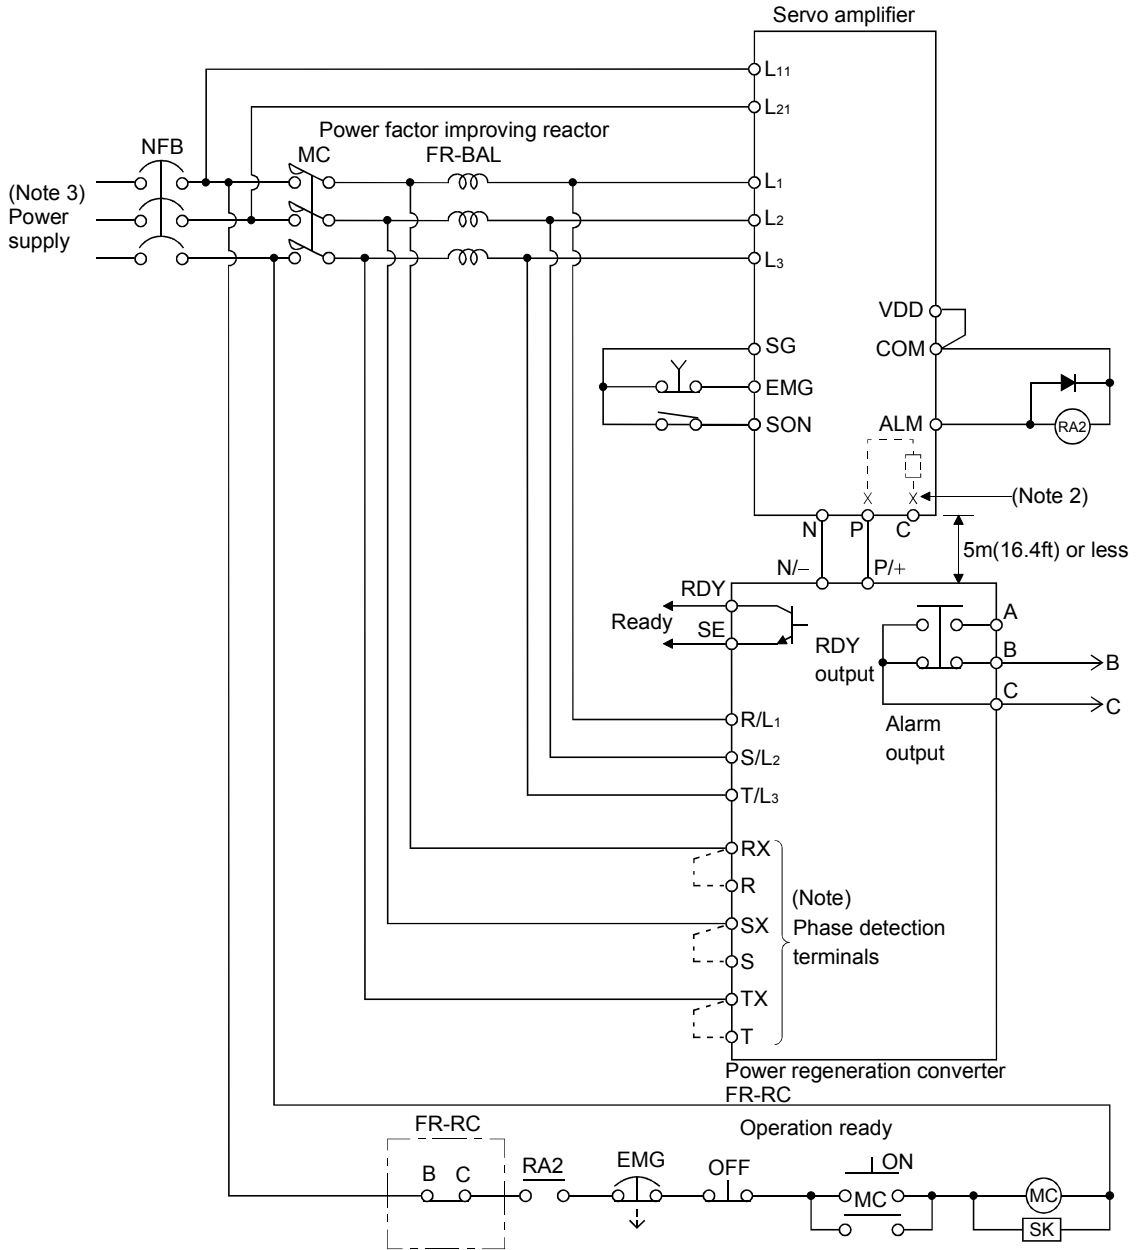 Servo amplifier
L11
L21
Power factor improving reactor
NFB
MC
FR-BAL
(Note 3)
Power
supply
L1
L2
L3
VDD
SG
COM
EMG
SON
ALM
RA2
(Note 2)
N
P
C
5m(16.4ft) or less
N/−
P/+
RDY
Ready
SE
A
RDY
output
B
B
C
C
Alarm
output
R/L1
S/L2
T/L3
RX
R
(Note)
SX
Phase detection
terminals
S
TX
T
Power regeneration converter
FR-RC
FR-RC
Operation ready
B
C
RA2
EMG
OFF
ON
MC
MC
SK